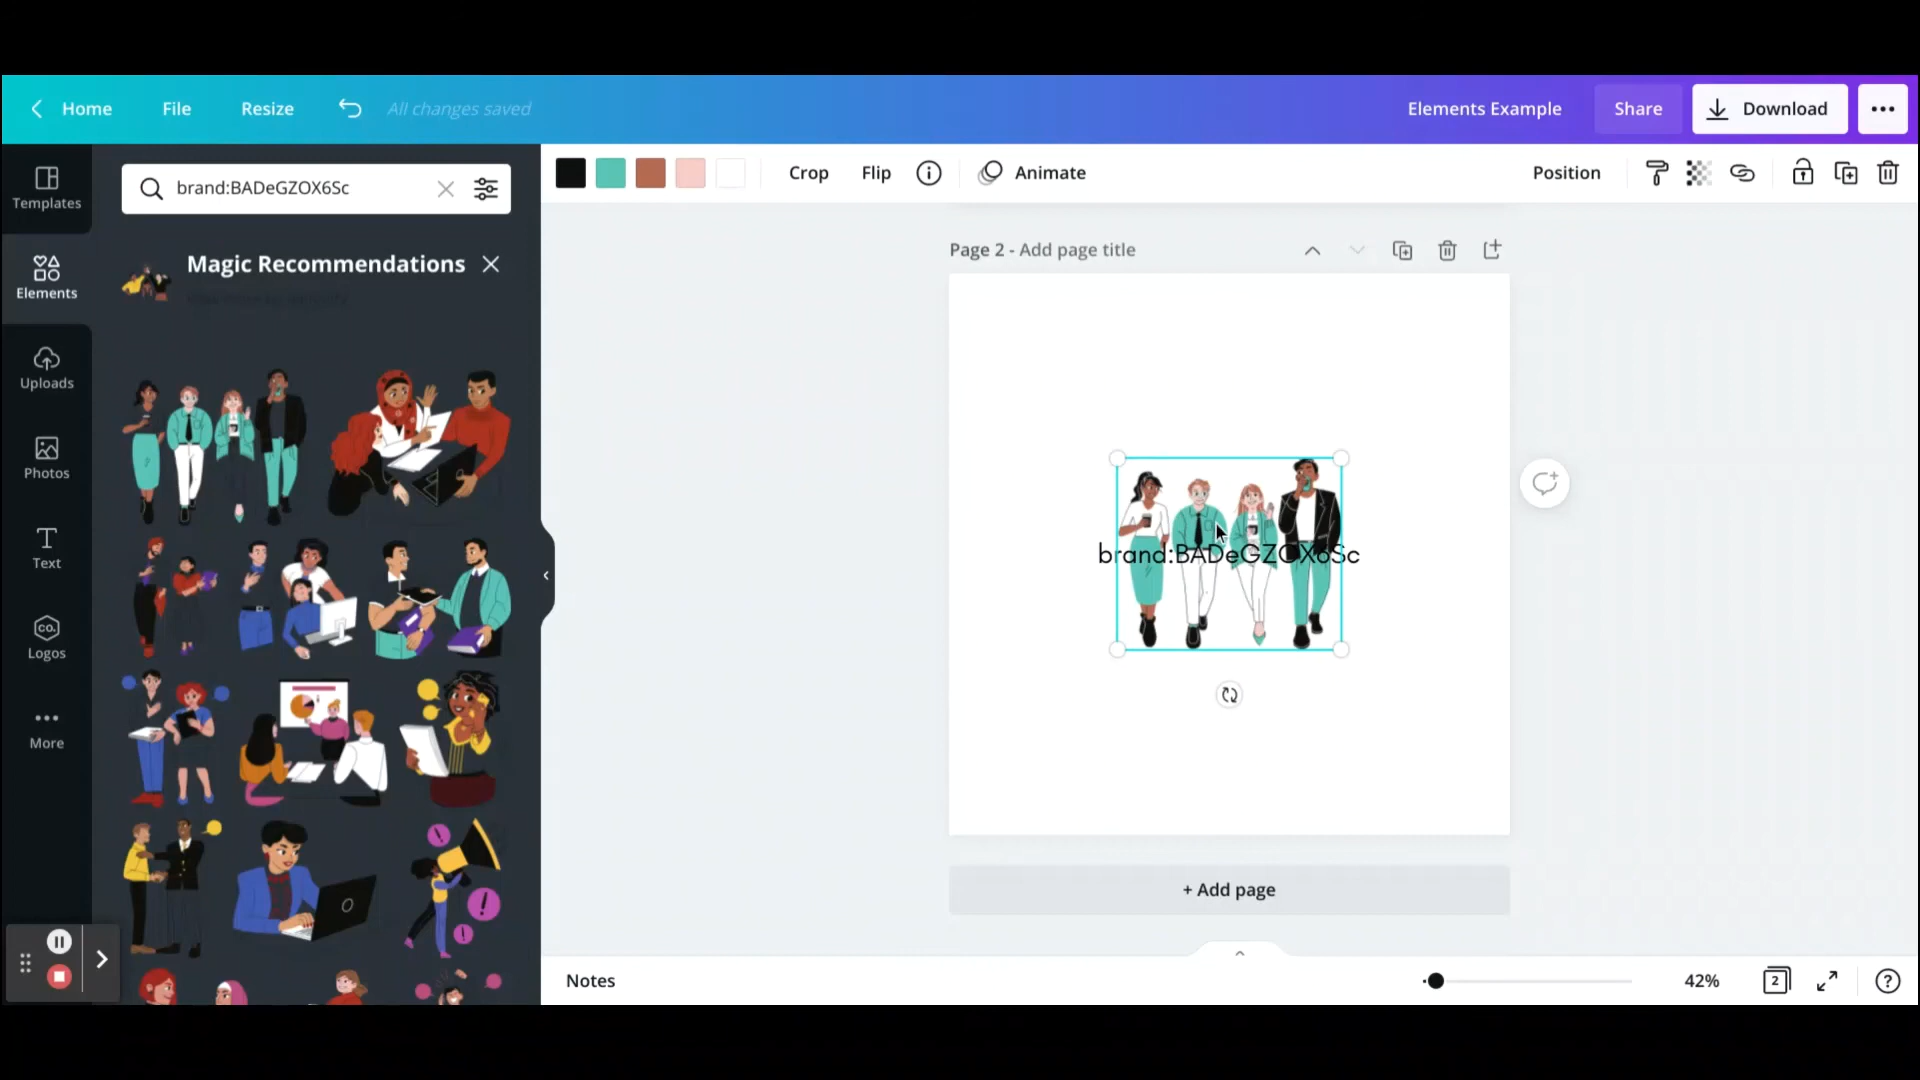 Home File Resize All changes saved Elements Example Share Download
Templates
brand:BADeGZOX6Sc
Crop Flip Animate Position
Magic Recommendations
Page 2 - Add page title
Elements
Uploads
Photos
Text
brand:BADeGZOX6Sc
CO.
Logos
More
+ Add page
Notes 42% 2 ?